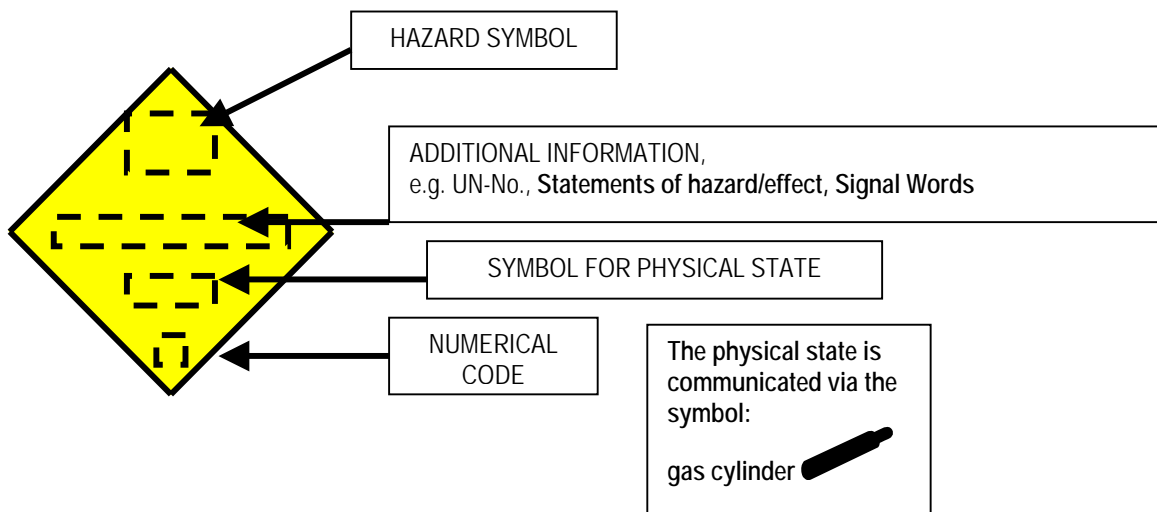 HAZARD SYMBOL
ADDITIONAL INFORMATION,
e.g. UN-No., Statements of hazard/effect, Signal Words
SYMBOL FOR PHYSICAL STATE
NUMERICAL
CODE
The physical state is
communicated via the
symbol:
gas cylinder